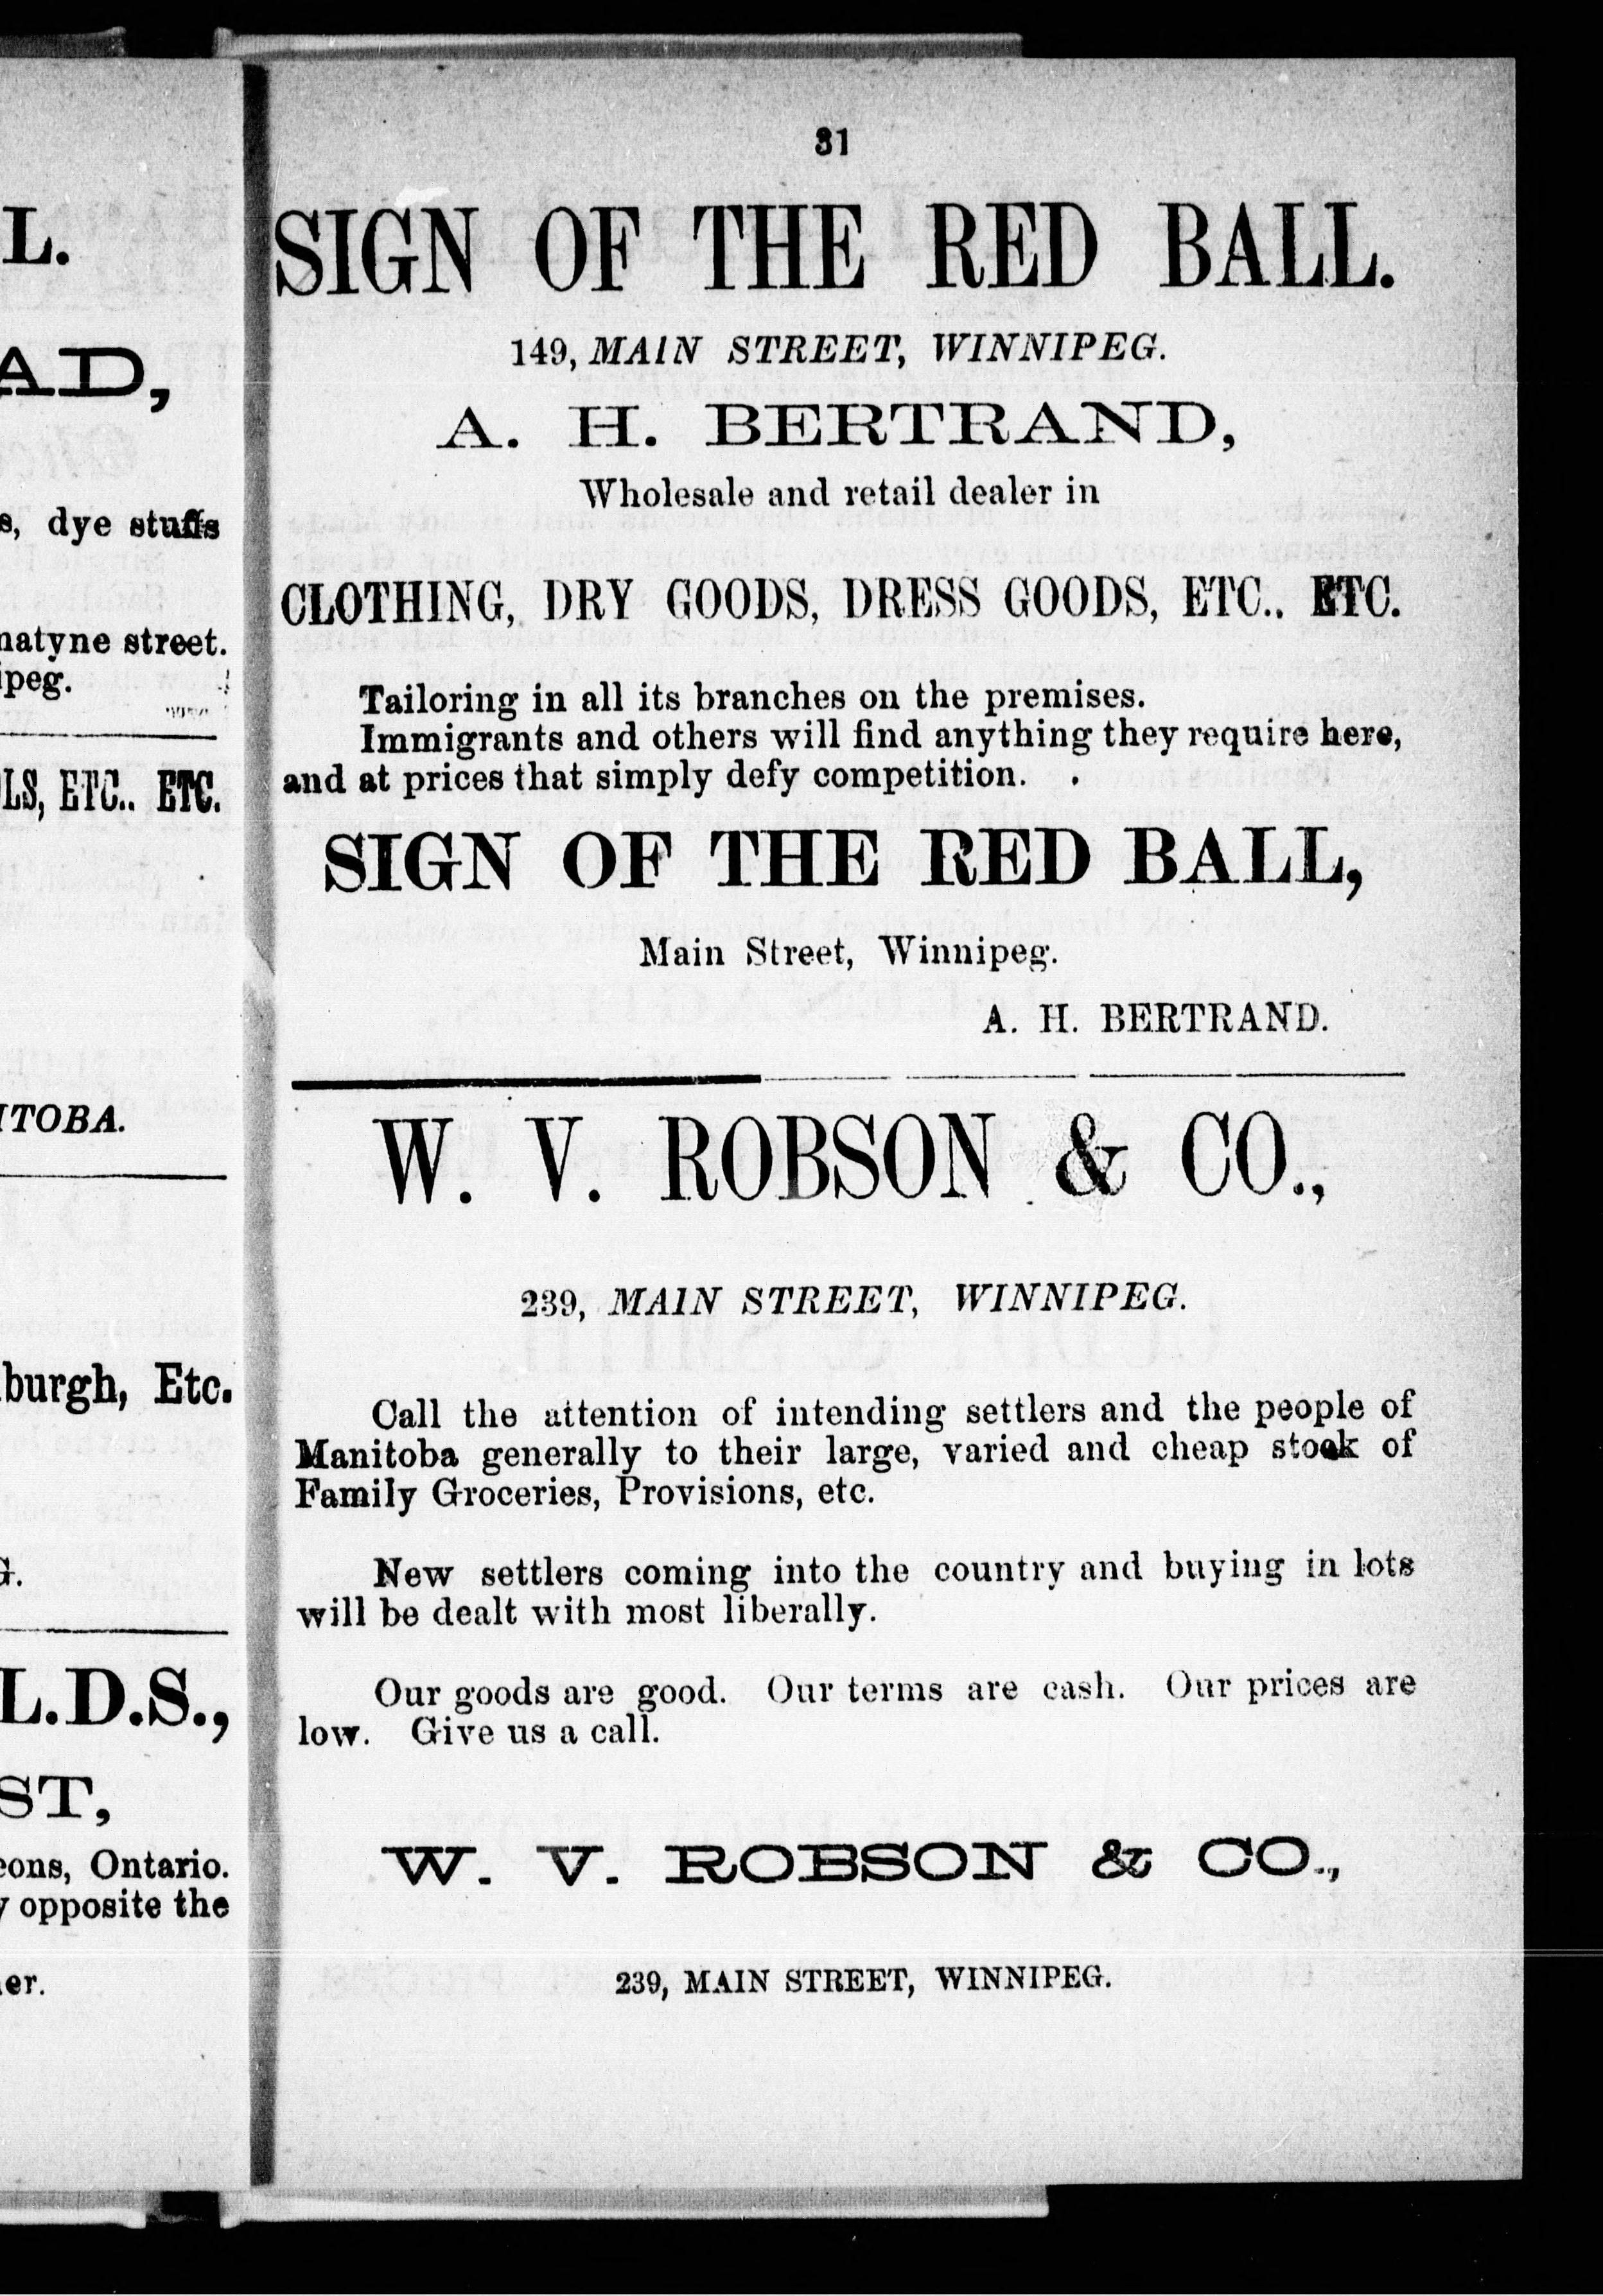 L.
AD,
s, dye stuffs
natyne street.
ipeg.
LS, ETC.. ETC.
ITOBA.
burgh, Etc.
G.
L.D.S.,
ST,
eons, Ontario.
y opposite the
er.
31
SIGN OF THE RED BALL.
149, MAIN STREET, WINNIPEG.
A. H. BERTRAND,
Wholesale and retail dealer in
CLOTHING, DRY GOODS, DRESS GOODS, ETC.. ETC.
Tailoring in all its branches on the premises.
Immigrants and others will find anything they require here,
and at prices that simply defy competition.
SIGN OF THE RED BALL,
Main Street, Winnipeg.
A. H. BERTRAND.
W. V. ROBSON & CO.,
239, MAIN STREET, WINNIPEG.
Call the attention of intending settlers and the people of
Manitoba generally to their large, varied and cheap stock of
Family Groceries, Provisions, etc.
New settlers coming into the country and buying in lots
will be dealt with most liberally.
Our goods are good. Our terms are cash. Our prices are
low. Give us a call.
W. V. ROBSON & CO.,
239, MAIN STREET, WINNIPEG.